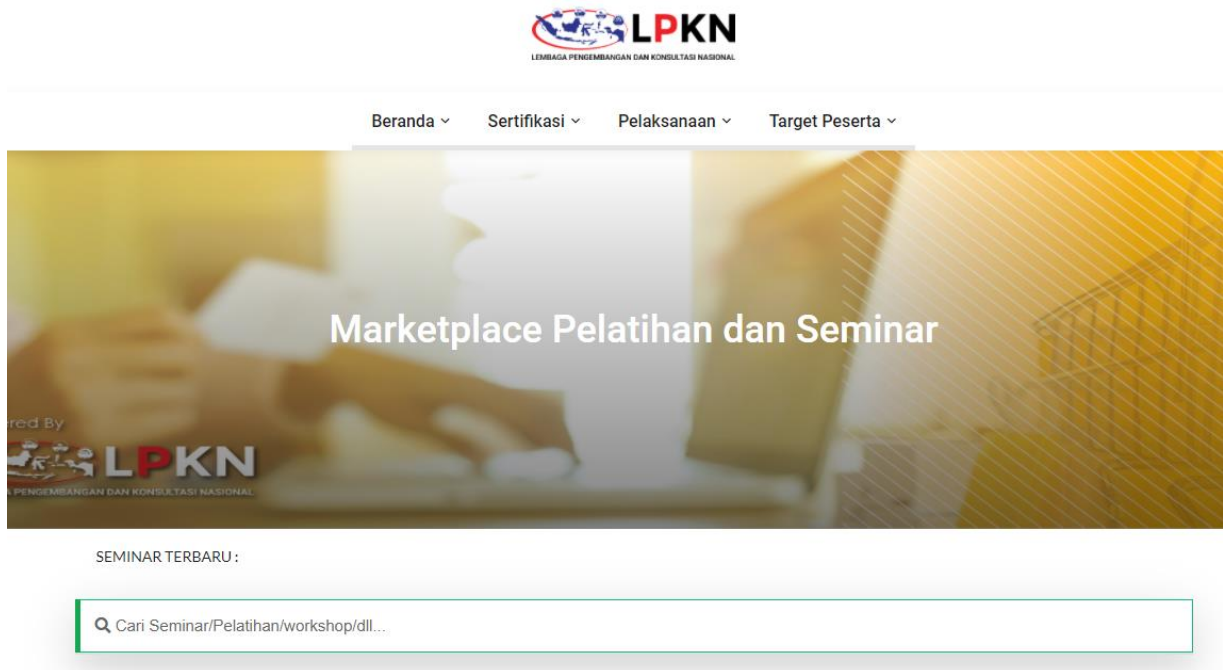 LPKN
LEMBAGA PENGEMBANGAN DAN KONSULTASI NASIONAL
Beranda Sertifikasi Pelaksanaan Target Peserta
Marketplace Pelatihan dan Seminar
ered By
LPKN
A PENGEMBANGAN DAN KONSULTASI NASIONAL
SEMINAR TERBARU :
Cari Seminar/Pelatihan/workshop/dll...